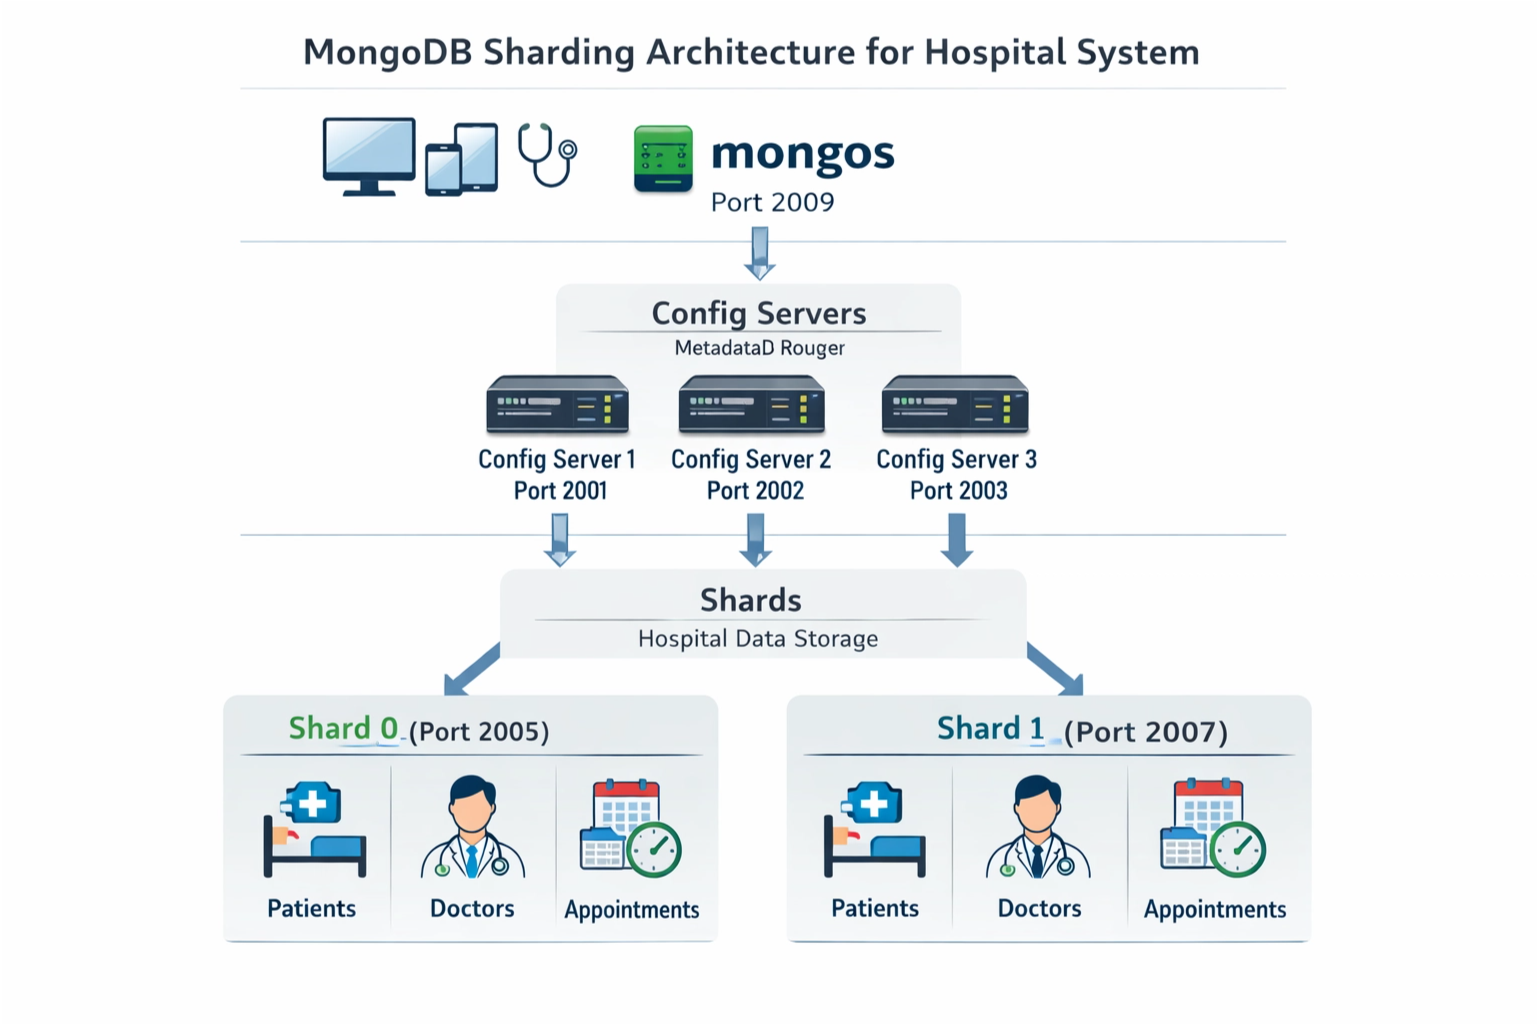 MongoDB Sharding Architecture for Hospital System
mongos
Port 2009
Config Servers
MetadataD Rouger
Config Server 1
Port 2001
Config Server 2
Port 2002
Config Server 3
Port 2003
Shards
Hospital Data Storage
Shard 0 (Port 2005)
Patients
Doctors
Appointments
Shard 1 (Port 2007)
Patients
Doctors
Appointments